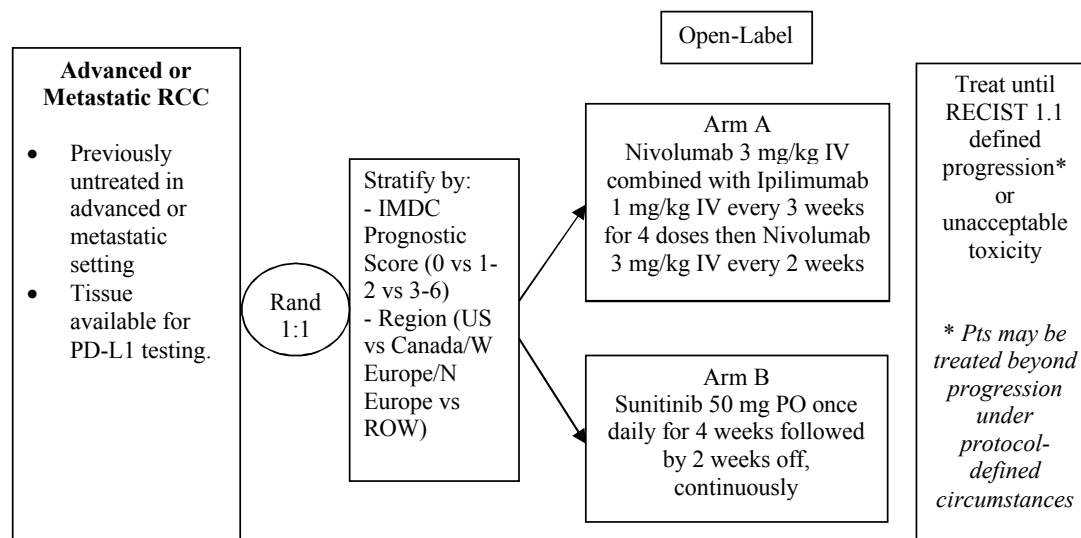 Open-Label
Advanced or
Metastatic RCC
• Previously
untreated in
advanced or
metastatic
setting
• Tissue
available for
PD-L1 testing.
Rand
1:1
Stratify by:
- IMDC
Prognostic
Score (0 vs 1-
2 vs 3-6)
- Region (US
vs Canada/W
Europe/N
Europe vs
ROW)
Arm A
Nivolumab 3 mg/kg IV
combined with Ipilimumab
1 mg/kg IV every 3 weeks
for 4 doses then Nivolumab
3 mg/kg IV every 2 weeks
Arm B
Sunitinib 50 mg PO once
daily for 4 weeks followed
by 2 weeks off,
continuously
Treat until
RECIST 1.1
defined
progression*
or
unacceptable
toxicity
* Pts may be
treated beyond
progression
under
protocol-
defined
circumstances